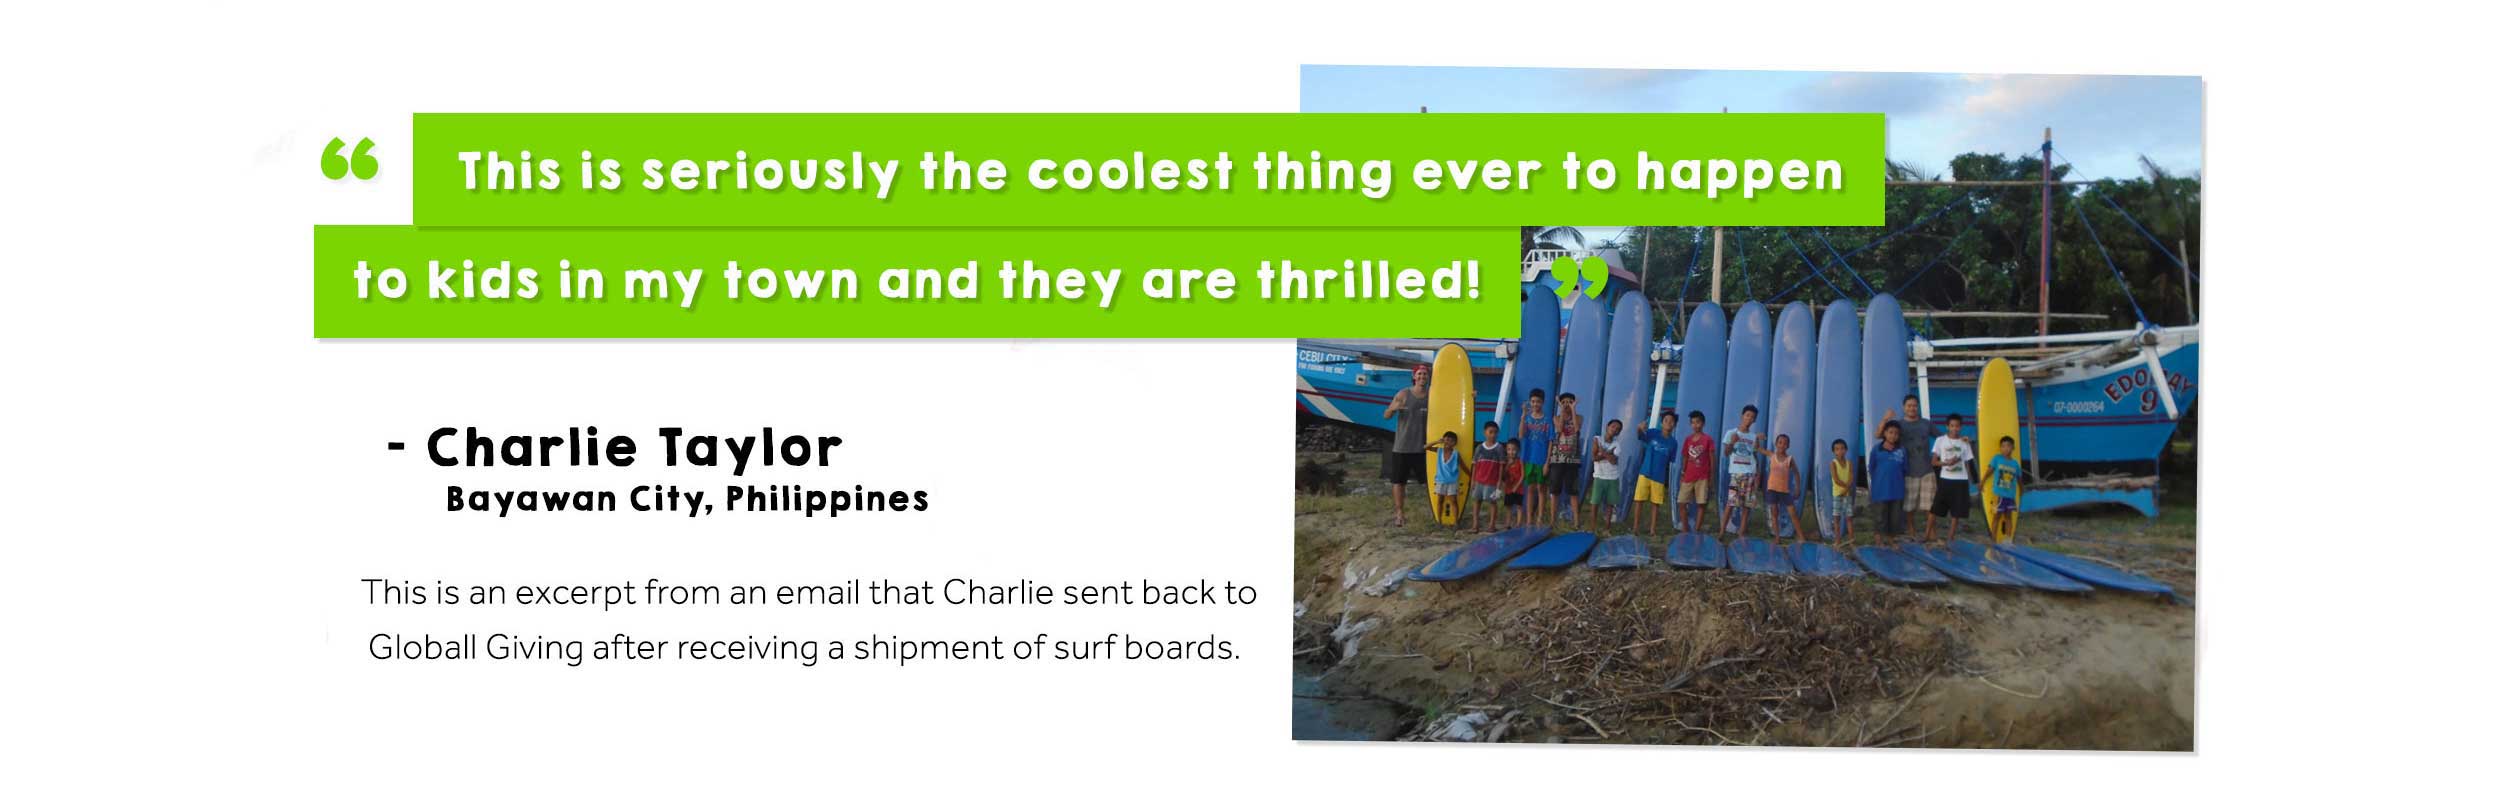 “ This is seriously the coolest thing ever to happen
to kids in my town and they are thrilled! ”
- Charlie Taylor
Bayawan City, Philippines
This is an excerpt from an email that Charlie sent back to
Globall Giving after receiving a shipment of surf boards.
CEBU CITY
07-0000264
9